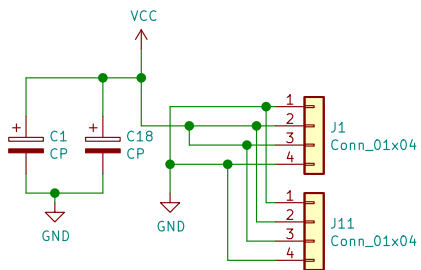 VCC
+
C1
CP
+
C18
CP
GND
GND
1
2
3
4
J1
Conn_01x04
1
2
3
4
J11
Conn_01x04